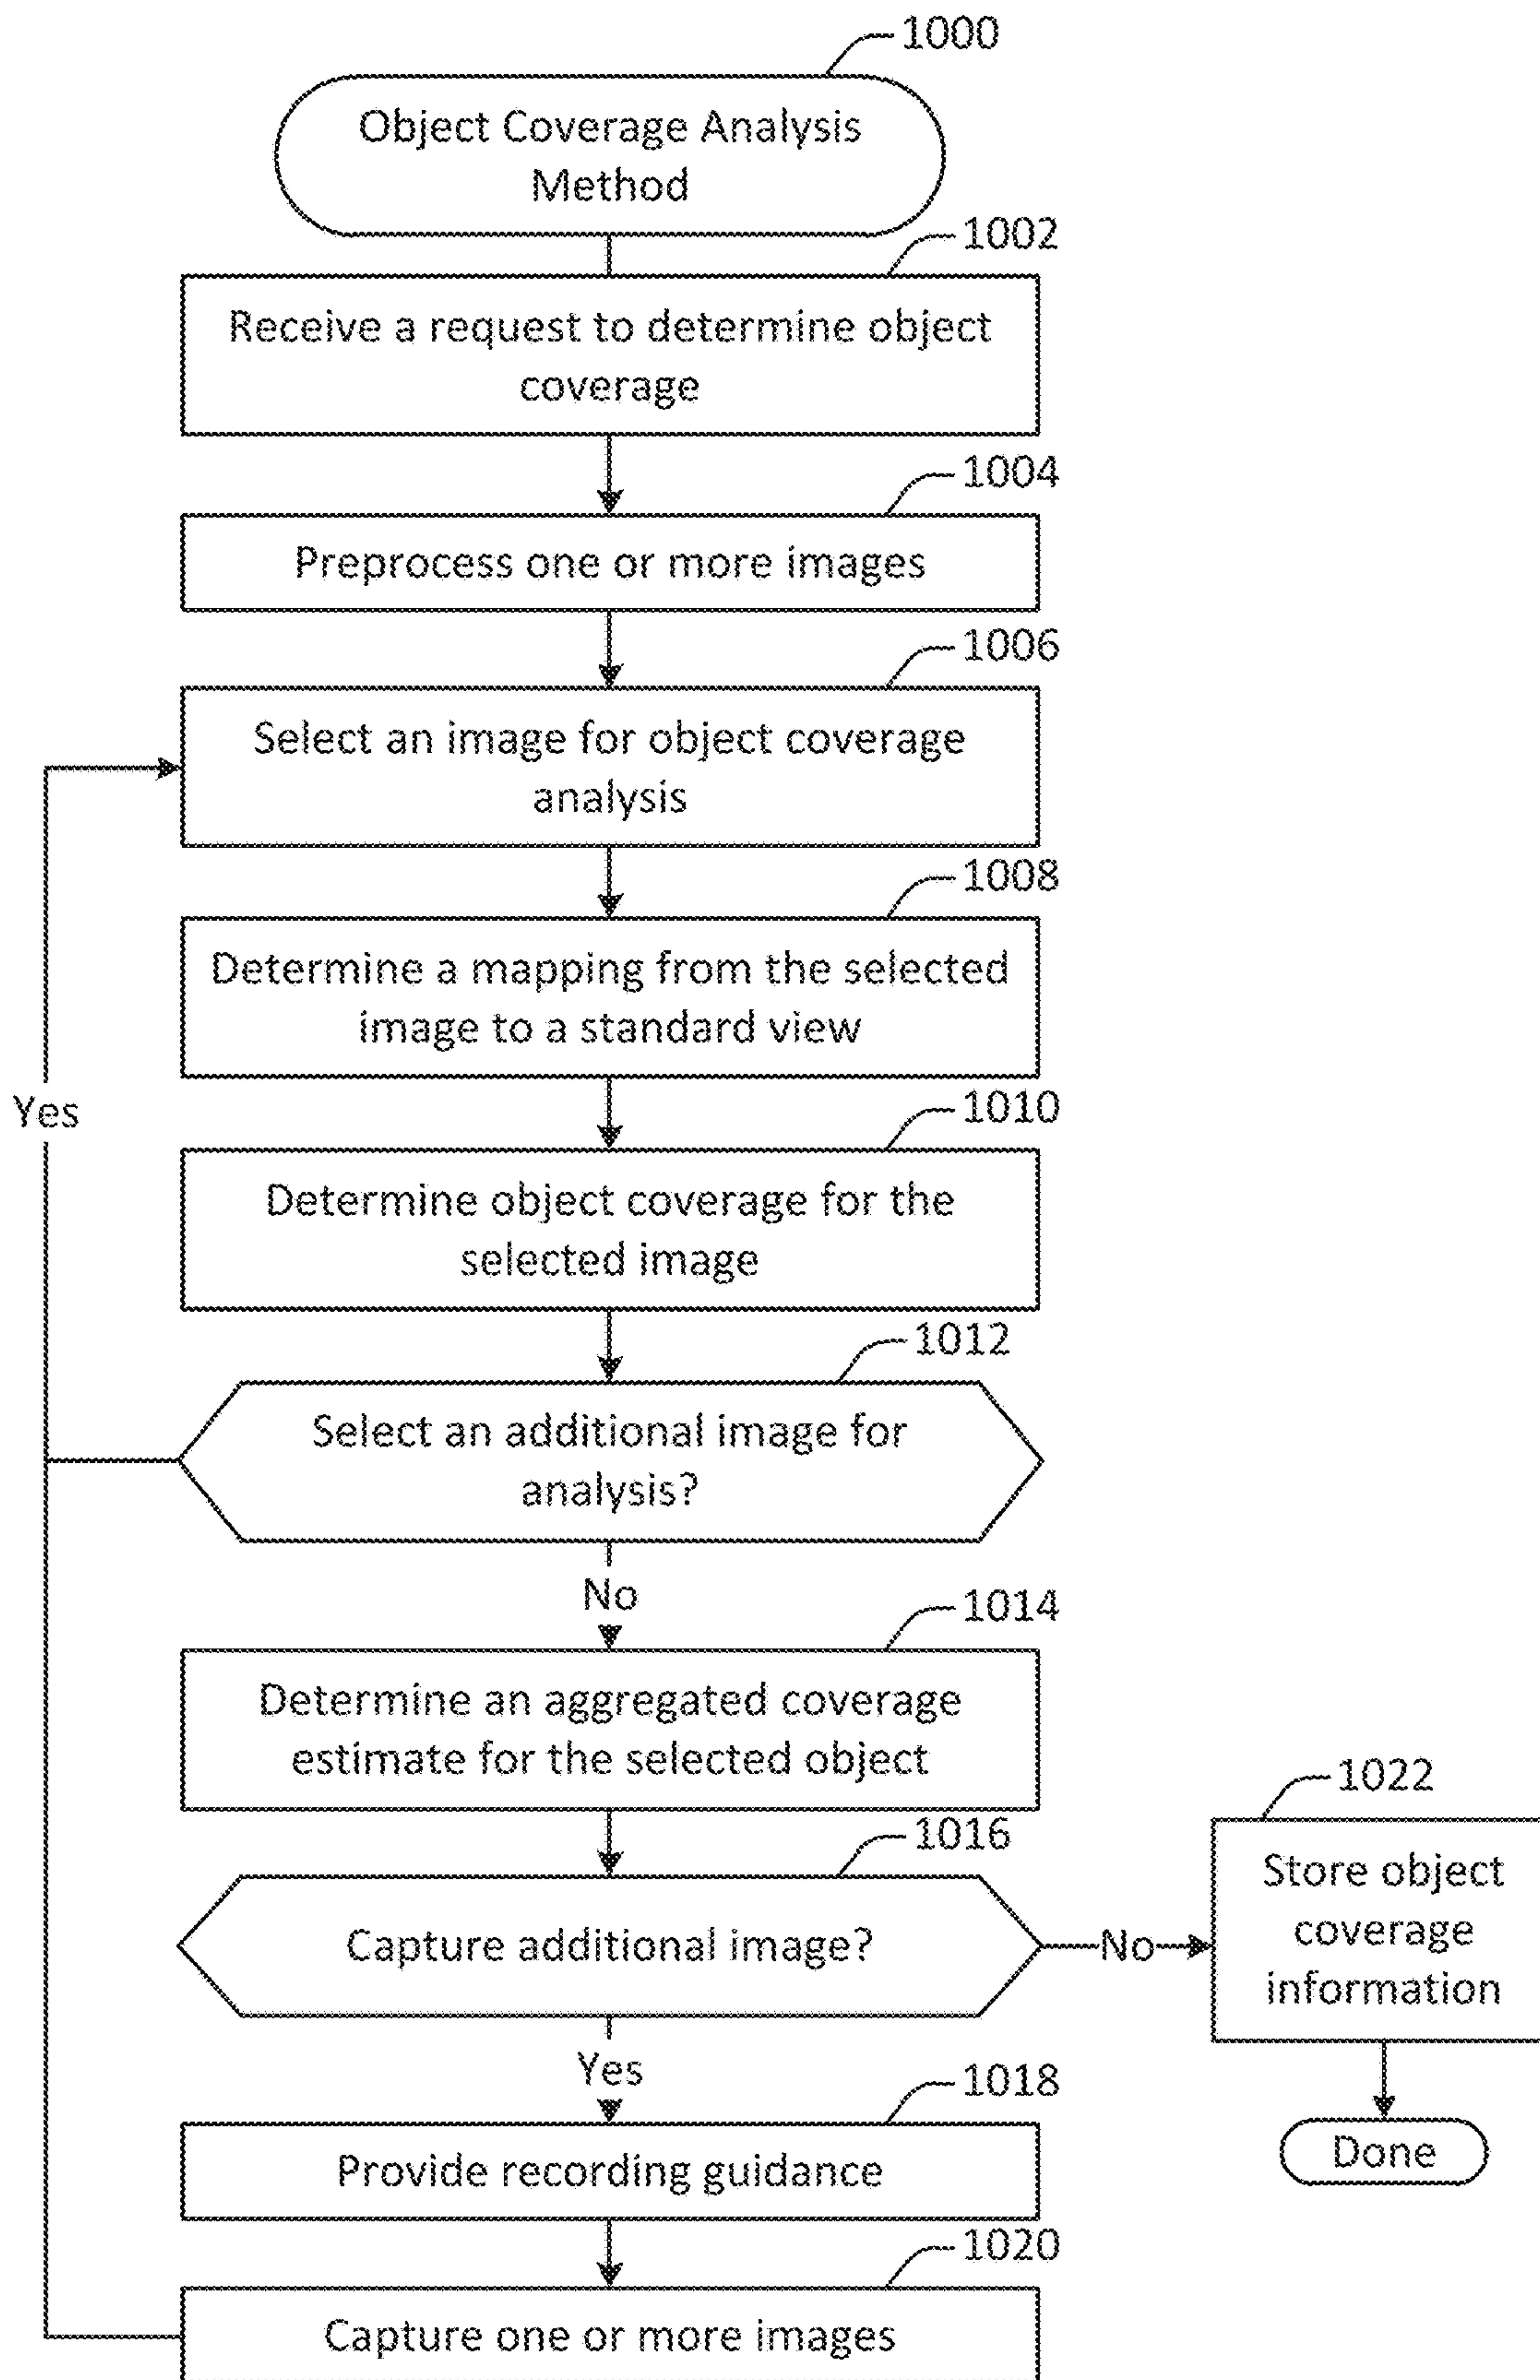 1000
Object Coverage Analysis
Method
1002
Receive a request to determine object
coverage
1004
Preprocess one or more images
1006
Select an image for object coverage
analysis
1008
Determine a mapping from the selected
image to a standard view
Yes
1010
Determine object coverage for the
selected image
1012
Select an additional image for
analysis?
No
1014
Determine an aggregated coverage
estimate for the selected object
1016
Capture additional image?
No
1022
Store object
coverage
information
Done
Yes
1018
Provide recording guidance
1020
Capture one or more images